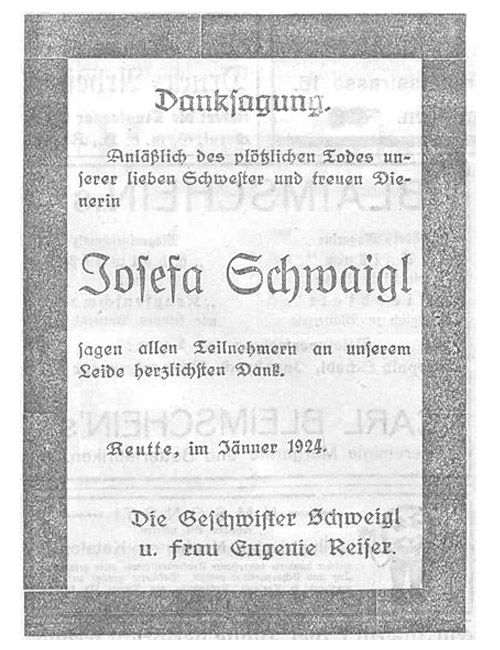 Danksagung.
Anläßlich des plötzlichen Todes un-
serer lieben Schwester und treuen Die-
nerin
Josefa Schwaigl
sagen allen Teilnehmern an unserem
Leide herzlichsten Dank.
Reutte, im Jänner 1924.
Die Geschwister Schweigl
u. Frau Eugenie Reiser.